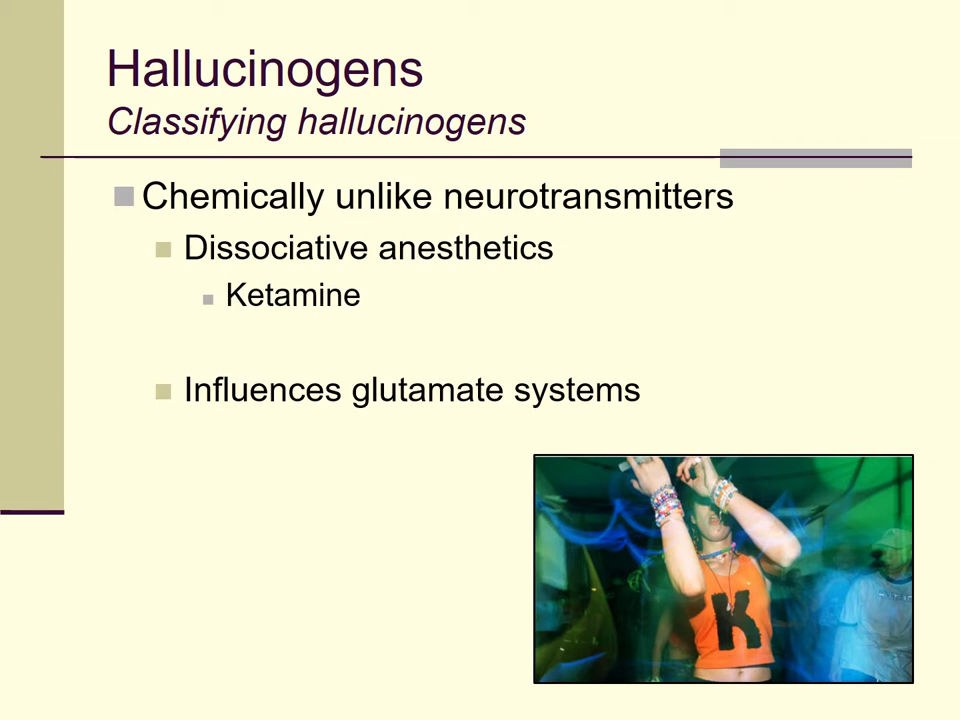 Hallucinogens
Classifying hallucinogens
Chemically unlike neurotransmitters
Dissociative anesthetics
Ketamine
Influences glutamate systems
K